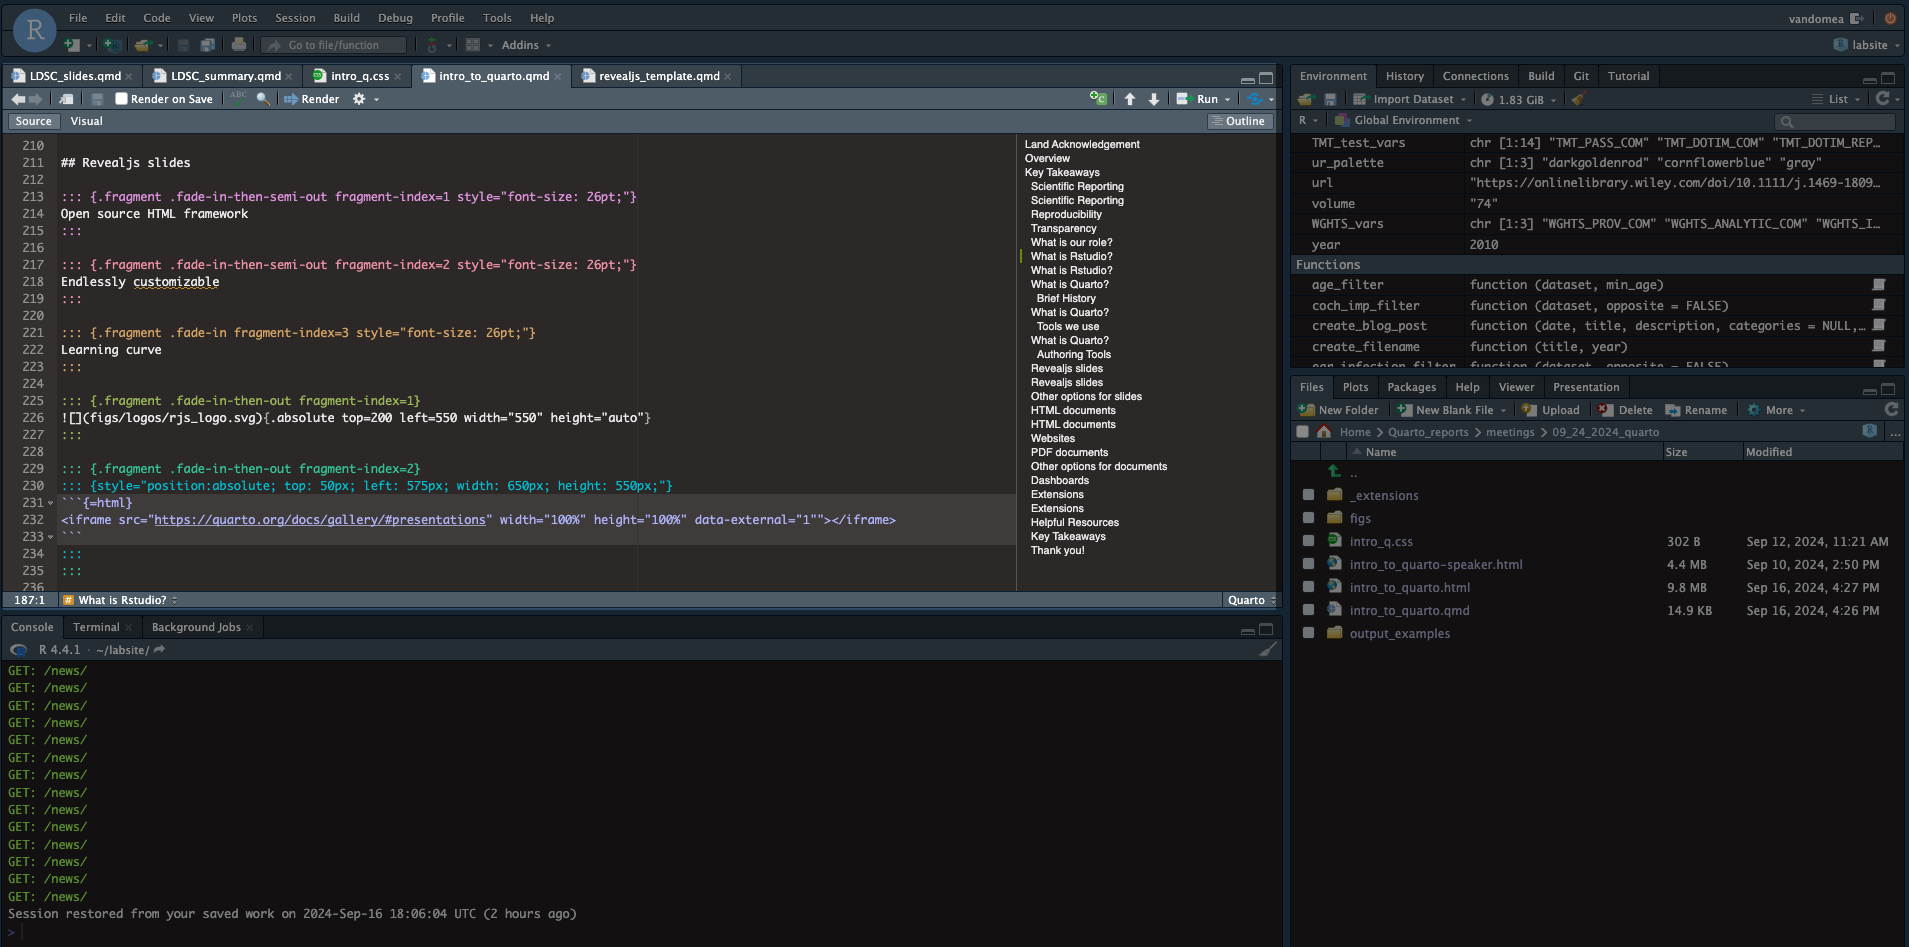 R
File Edit Code View Plots Session Build Debug Profile Tools Help
vandomea
Go to file/function
Addins
labsite
LDSC_slides.qmd
LDSC_summary.qmd
intro_q.css
intro_to_quarto.qmd
revealjs_template.qmd
Render on Save
ABC
Render
Run
Source Visual
Outline
210
211 ## Revealjs slides
212
213 ::: {.fragment .fade-in-then-semi-out fragment-index=1 style="font-size: 26pt;"}
214 Open source HTML framework
215 :::
216
217 ::: {.fragment .fade-in-then-semi-out fragment-index=2 style="font-size: 26pt;"}
218 Endlessly customizable
219 :::
220
221 ::: {.fragment .fade-in fragment-index=3 style="font-size: 26pt;"}
222 Learning curve
223 :::
224
225 ::: {.fragment .fade-in-then-out fragment-index=1}
226 ![](figs/logos/rjs_logo.svg){.absolute top=200 left=550 width="550" height="auto"}
227 :::
228
229 ::: {.fragment .fade-in-then-out fragment-index=2}
230 ::: {style="position:absolute; top: 50px; left: 575px; width: 650px; height: 550px;"}
231 ```{=html}
232 <iframe src="https://quarto.org/docs/gallery/#presentations" width="100%" height="100%" data-external="1""></iframe>
233 ```
234 :::
235 :::
236
Land Acknowledgement
Overview
Key Takeaways
Scientific Reporting
Scientific Reporting
Reproducibility
Transparency
What is our role?
What is Rstudio?
What is Rstudio?
What is Quarto?
Brief History
What is Quarto?
Tools we use
What is Quarto?
Authoring Tools
Revealjs slides
Revealjs slides
Other options for slides
HTML documents
HTML documents
Websites
PDF documents
Other options for documents
Dashboards
Extensions
Extensions
Helpful Resources
Key Takeaways
Thank you!
187:1 # What is Rstudio?
Quarto
Console Terminal Background Jobs
R 4.4.1 · ~/labsite/
GET: /news/
GET: /news/
GET: /news/
GET: /news/
GET: /news/
GET: /news/
GET: /news/
GET: /news/
GET: /news/
GET: /news/
GET: /news/
GET: /news/
GET: /news/
GET: /news/
Session restored from your saved work on 2024-Sep-16 18:06:04 UTC (2 hours ago)
>
Environment History Connections Build Git Tutorial
Import Dataset 1.83 GiB List
R Global Environment
TMT_test_vars chr [1:14] "TMT_PASS_COM" "TMT_DOTIM_COM" "TMT_DOTIM_REP…
ur_palette chr [1:3] "darkgoldenrod" "cornflowerblue" "gray"
url "https://onlinelibrary.wiley.com/doi/10.1111/j.1469-1809…
volume "74"
WGHTS_vars chr [1:3] "WGHTS_PROV_COM" "WGHTS_ANALYTIC_COM" "WGHTS_I…
year 2010
Functions
age_filter function (dataset, min_age)
coch_imp_filter function (dataset, opposite = FALSE)
create_blog_post function (date, title, description, categories = NULL,…
create_filename function (title, year)
ear_infection_filter function (dataset, opposite = FALSE)
Files Plots Packages Help Viewer Presentation
New Folder New Blank File Upload Delete Rename More
Home > Quarto_reports > meetings > 09_24_2024_quarto ...
Name Size Modified
..
_extensions
figs
intro_q.css 302 B Sep 12, 2024, 11:21 AM
intro_to_quarto-speaker.html 4.4 MB Sep 10, 2024, 2:50 PM
intro_to_quarto.html 9.8 MB Sep 16, 2024, 4:27 PM
intro_to_quarto.qmd 14.9 KB Sep 16, 2024, 4:26 PM
output_examples